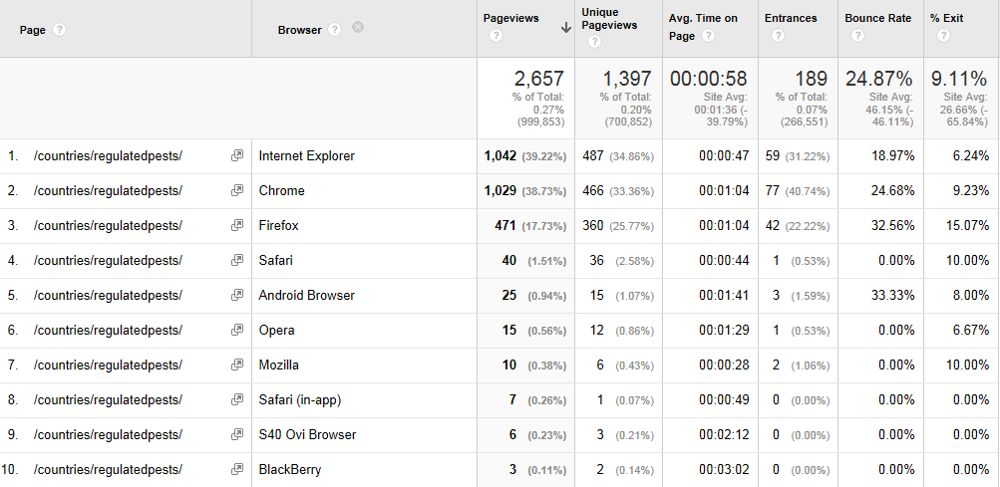 Page ? Browser ? Pageviews ? Unique Pageviews ? Avg. Time on Page ? Entrances ? Bounce Rate ? % Exit ?
2,657 1,397 00:00:58 189 24.87% 9.11%
% of Total: 0.27% (999,853) % of Total: 0.20% (700,852) Site Avg: 00:01:36 (-39.79%) % of Total: 0.07% (266,551) Site Avg: 46.15% (-46.11%) Site Avg: 26.66% (-65.84%)
1. /countries/regulatedpests/ Internet Explorer 1,042 (39.22%) 487 (34.86%) 00:00:47 59 (31.22%) 18.97% 6.24%
2. /countries/regulatedpests/ Chrome 1,029 (38.73%) 466 (33.36%) 00:01:04 77 (40.74%) 24.68% 9.23%
3. /countries/regulatedpests/ Firefox 471 (17.73%) 360 (25.77%) 00:01:04 42 (22.22%) 32.56% 15.07%
4. /countries/regulatedpests/ Safari 40 (1.51%) 36 (2.58%) 00:00:44 1 (0.53%) 0.00% 10.00%
5. /countries/regulatedpests/ Android Browser 25 (0.94%) 15 (1.07%) 00:01:41 3 (1.59%) 33.33% 8.00%
6. /countries/regulatedpests/ Opera 15 (0.56%) 12 (0.86%) 00:01:29 1 (0.53%) 0.00% 6.67%
7. /countries/regulatedpests/ Mozilla 10 (0.38%) 6 (0.43%) 00:00:28 2 (1.06%) 0.00% 10.00%
8. /countries/regulatedpests/ Safari (in-app) 7 (0.26%) 1 (0.07%) 00:00:49 0 (0.00%) 0.00% 0.00%
9. /countries/regulatedpests/ S40 Ovi Browser 6 (0.23%) 3 (0.21%) 00:02:12 0 (0.00%) 0.00% 0.00%
10. /countries/regulatedpests/ BlackBerry 3 (0.11%) 2 (0.14%) 00:03:02 0 (0.00%) 0.00% 0.00%